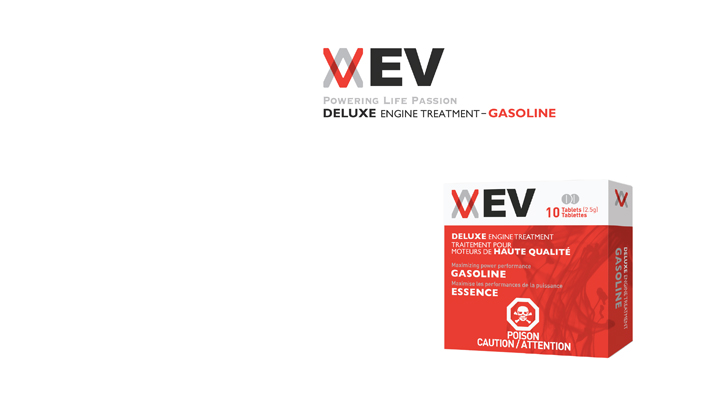 EV
Powering Life Passion
DELUXE ENGINE TREATMENT – GASOLINE
EV
10 Tablets (2.5g)
Tablettes
DELUXE ENGINE TREATMENT
TRAITEMENT POUR
MOTEURS DE HAUTE QUALITÉ
Maximizing power performance
GASOLINE
Maximise les performances de la puissance
ESSENCE
POISON
CAUTION / ATTENTION
DELUXE ENGINE TREATMENT
GASOLINE